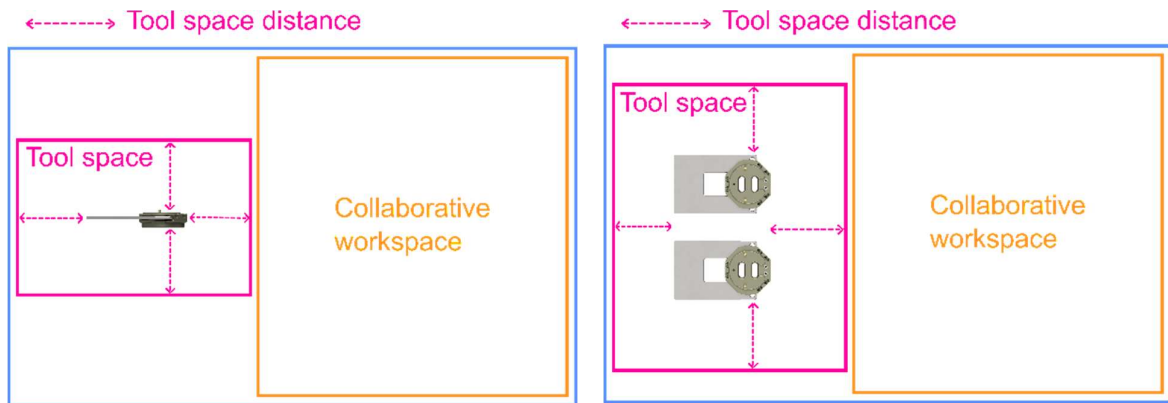 Tool space distance
Tool space
Collaborative
workspace
Tool space distance
Tool space
Collaborative
workspace